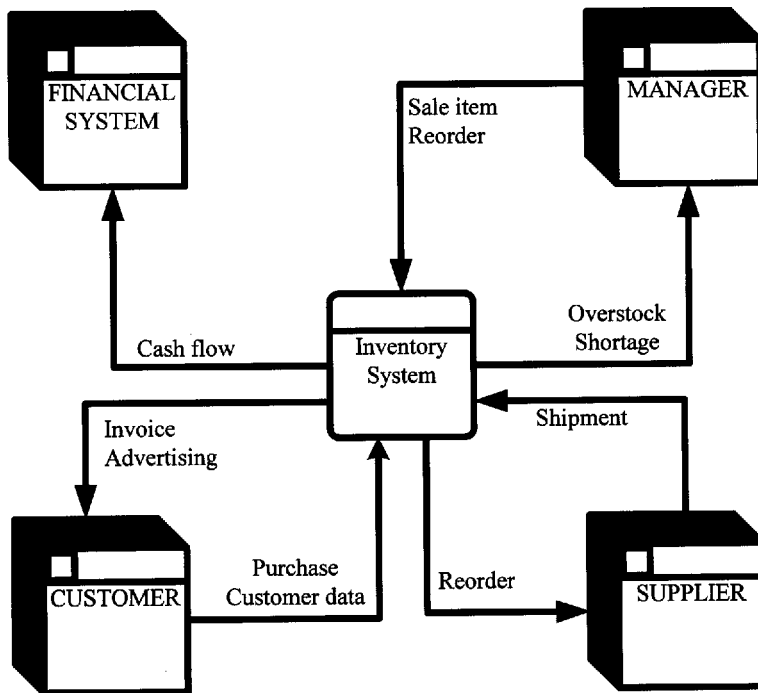 FINANCIAL
SYSTEM
MANAGER
Sale item
Reorder
Cash flow
Inventory
System
Overstock
Shortage
Invoice
Advertising
Shipment
CUSTOMER
Purchase
Customer data
Reorder
SUPPLIER